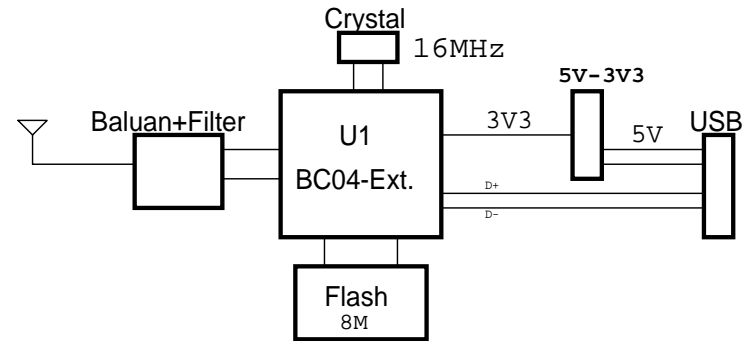 Crystal
16MHz
5V-3V3
Baluan+Filter
U1
3V3
5V
USB
BC04-Ext.
D+
D-
Flash
8M